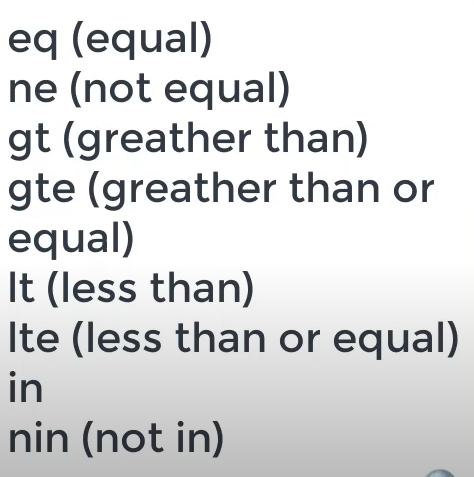 eq (equal)
ne (not equal)
gt (greather than)
gte (greather than or
equal)
lt (less than)
lte (less than or equal)
in
nin (not in)